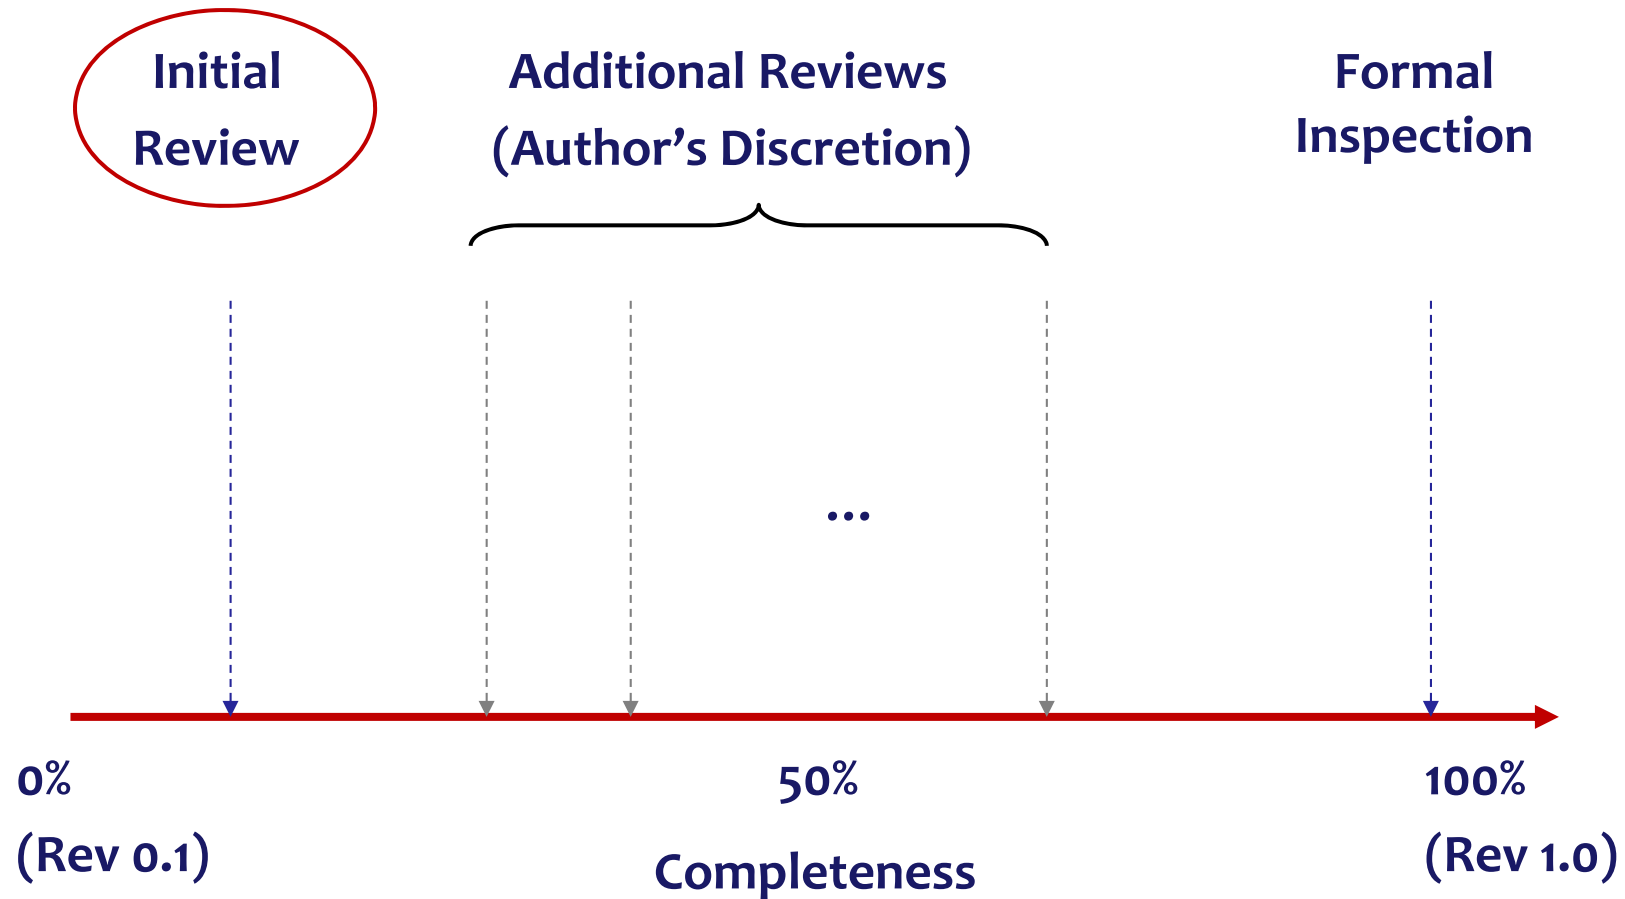 Initial
Review
Additional Reviews
(Author’s Discretion)
Formal
Inspection
...
0%
(Rev 0.1)
50%
Completeness
100%
(Rev 1.0)